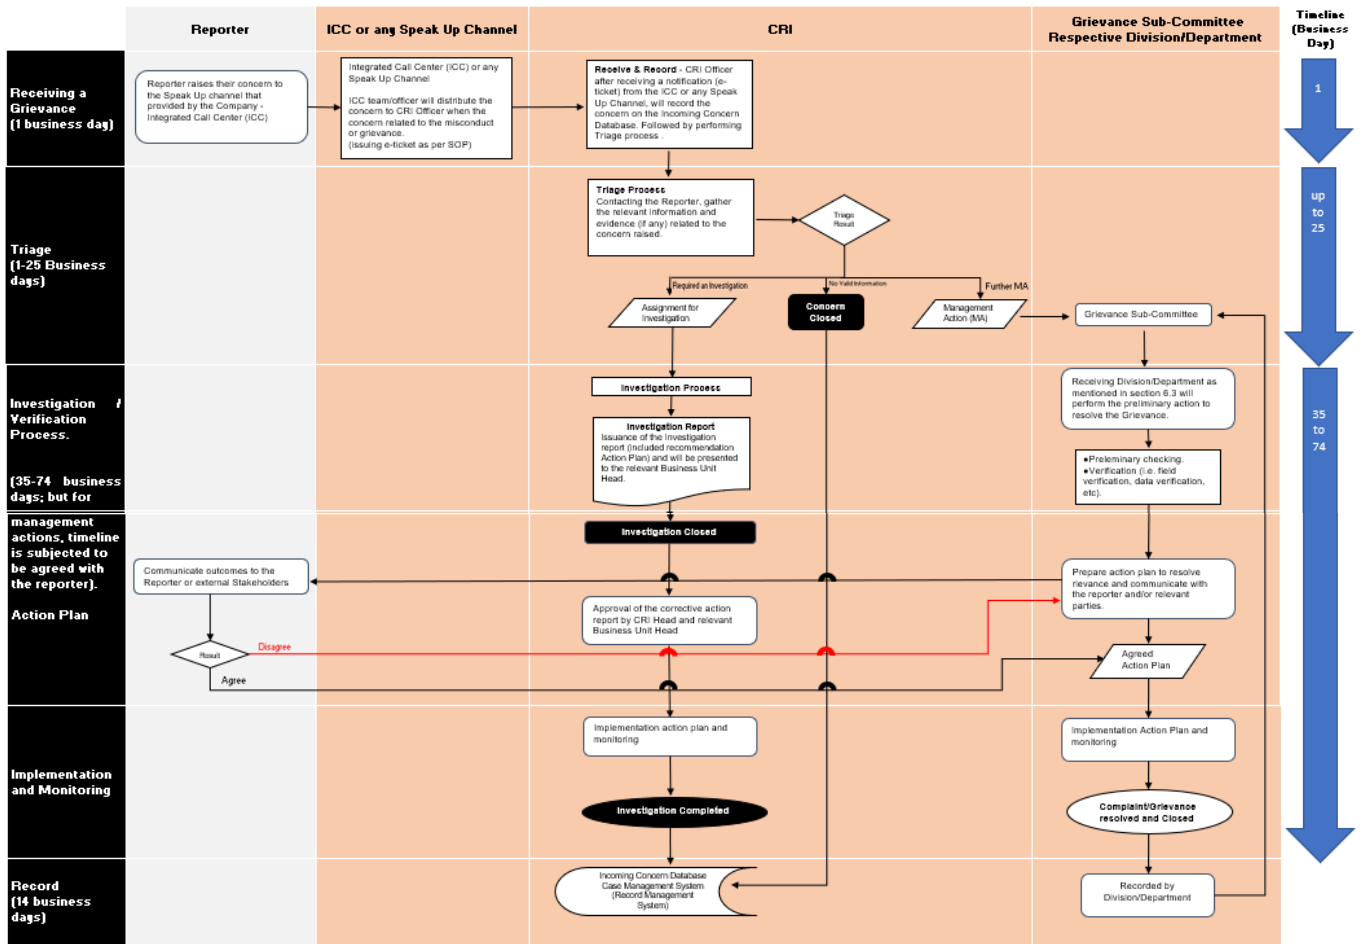 Reporter
ICC or any Speak Up Channel
CRI
Grievance Sub-Committee
Respective Division/Department
Timeline
(Business
Day)
Receiving a
Grievance
(1 business day)
Reporter raises their concern to
the Speak Up channel that
provided by the Company -
Integrated Call Center (ICC)
Integrated Call Center (ICC) or any
Speak Up Channel
ICC team/officer will distribute the
concern to CRI Officer when the
concern related to the misconduct
or grievance.
(issuing e-ticket as per SOP)
Receive & Record - CRI Officer
after receiving a notification (e-
ticket) from the ICC or any Speak
Up Channel, will record the
concern on the Incoming Concern
Database. Followed by performing
Triage process .
1
Triage
(1-25 Business
days)
Triage Process
Contacting the Reporter, gather
the relevant information and
evidence (if any) related to the
concern raised.
Triage
Result
up
to
25
Required an Investigation
No Valid Information
Further MA
Assignment for
Investigation
Concern
Closed
Management
Action (MA)
Grievance Sub-Committee
Investigation /
Verification
Process.
(35-74 business
days; but for
management
actions, timeline
is subjected to
be agreed with
the reporter).
Action Plan
Investigation Process
Investigation Report
Issuance of the Investigation
report (included recommendation
Action Plan) and will be presented
to the relevant Business Unit
Head.
Receiving Division/Department as
mentioned in section 6.3 will
perform the preliminary action to
resolve the Grievance.
●Preleminary checking.
●Verification (i.e. field
verification, data verification,
etc).
35
to
74
Investigation Closed
Communicate outcomes to the
Reporter or external Stakeholders
Approval of the corrective action
report by CRI Head and relevant
Business Unit Head
Prepare action plan to resolve
rievance and communicate with
the reporter and/or relevant
parties.
Result
Disagree
Agree
Agreed
Action Plan
Implementation
and Monitoring
Implementation action plan and
monitoring
Implementation Action Plan and
monitoring
Investigation Completed
Complaint/Grievance
resolved and Closed
Record
(14 business
days)
Incoming Concern Database
Case Management System
(Record Management
System)
Recorded by
Division/Department